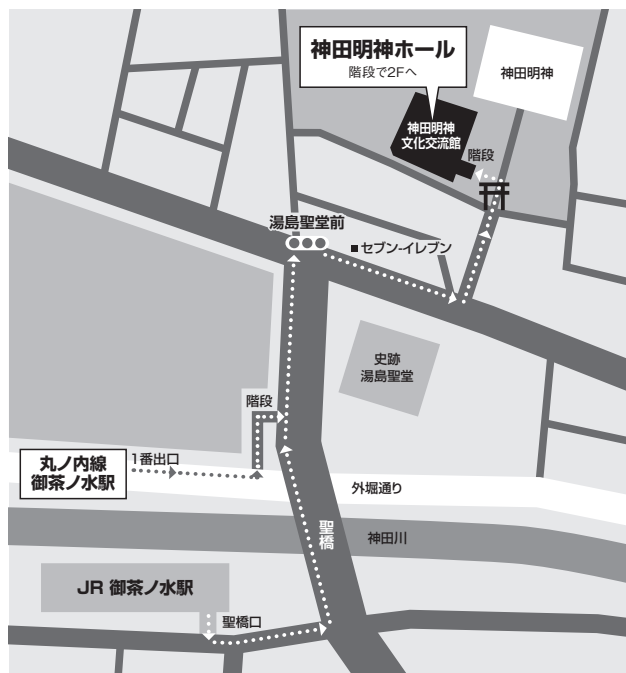 神田明神ホール
階段で2Fへ
神田明神
神田明神
文化交流館
階段
湯島聖堂前
■セブン-イレブン
史跡
湯島聖堂
階段
丸ノ内線
御茶ノ水駅
1番出口
外堀通り
聖橋
神田川
JR 御茶ノ水駅
聖橋口